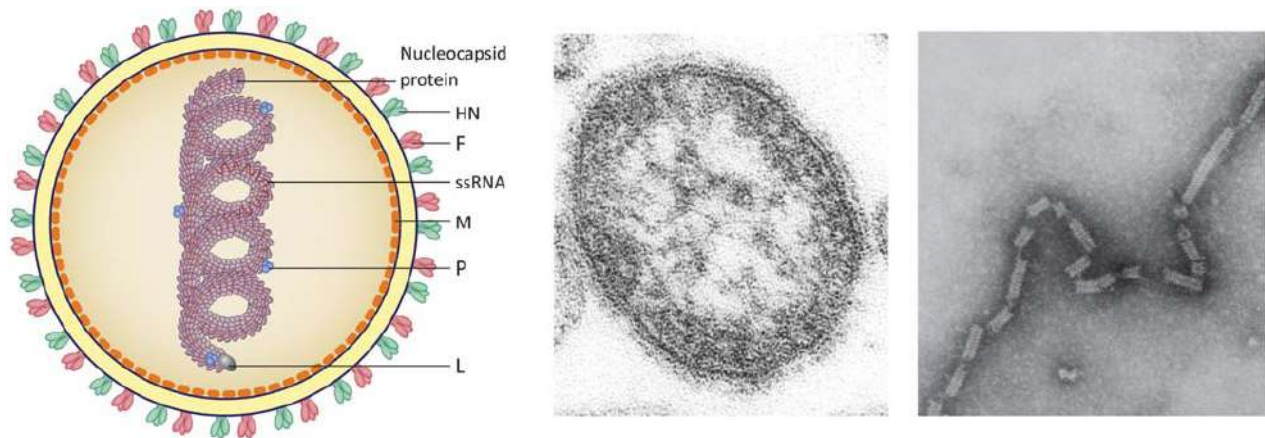 Nucleocapsid
protein
HN
F
ssRNA
M
P
L